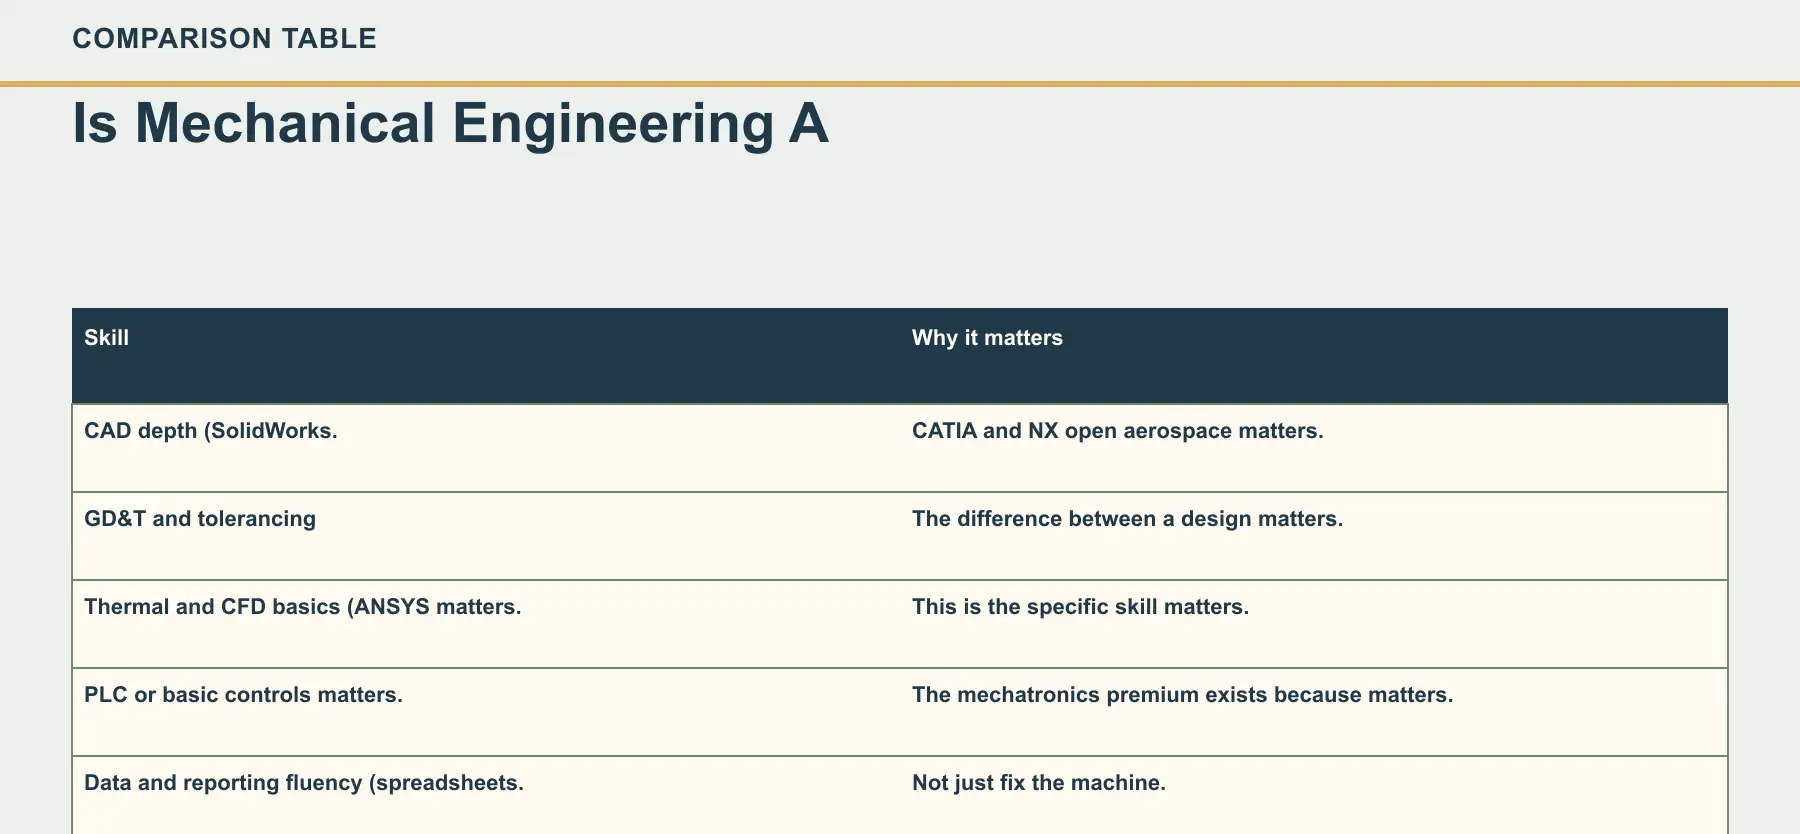 COMPARISON TABLE
Is Mechanical Engineering A
Skill
Why it matters
CAD depth (SolidWorks.
CATIA and NX open aerospace matters.
GD&T and tolerancing
The difference between a design matters.
Thermal and CFD basics (ANSYS matters.
This is the specific skill matters.
PLC or basic controls matters.
The mechatronics premium exists because matters.
Data and reporting fluency (spreadsheets.
Not just fix the machine.